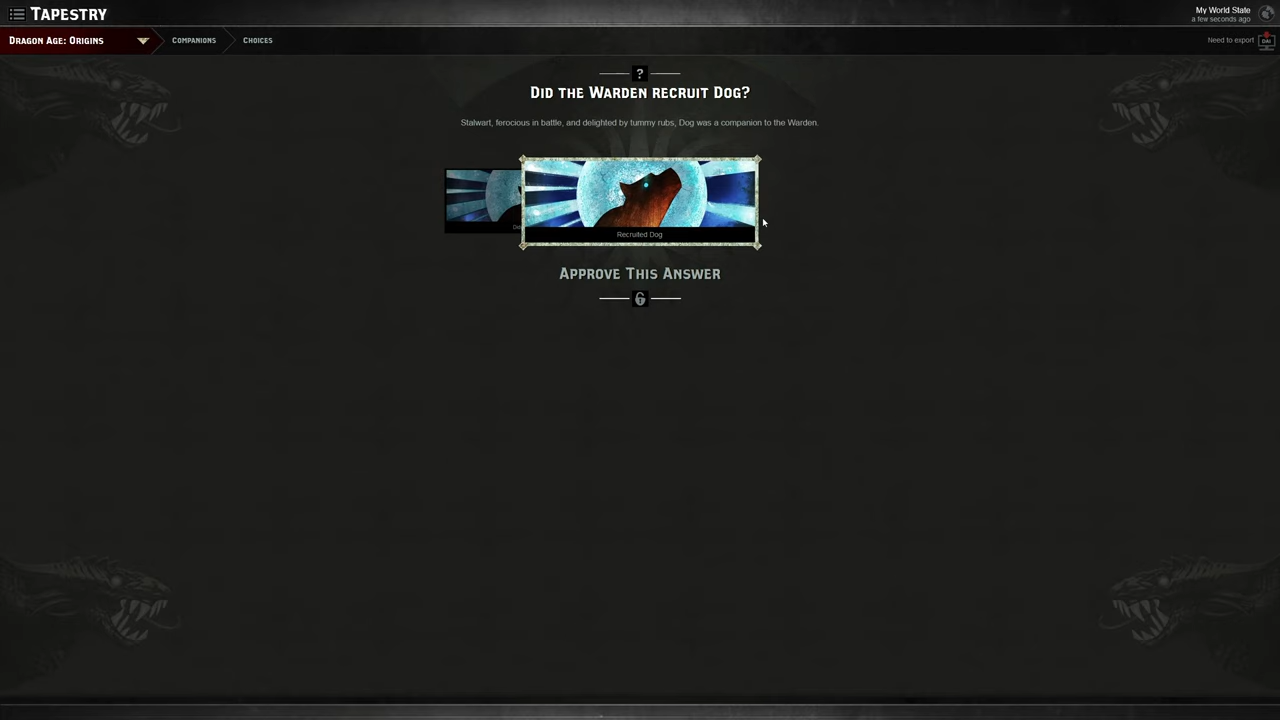 Tapestry
My World State
a few seconds ago
Dragon Age: Origins
Companions
Choices
Need to export
DAI
?
Did the Warden recruit Dog?
Stalwart, ferocious in battle, and delighted by tummy rubs, Dog was a companion to the Warden.
Recruited Dog
Approve This Answer